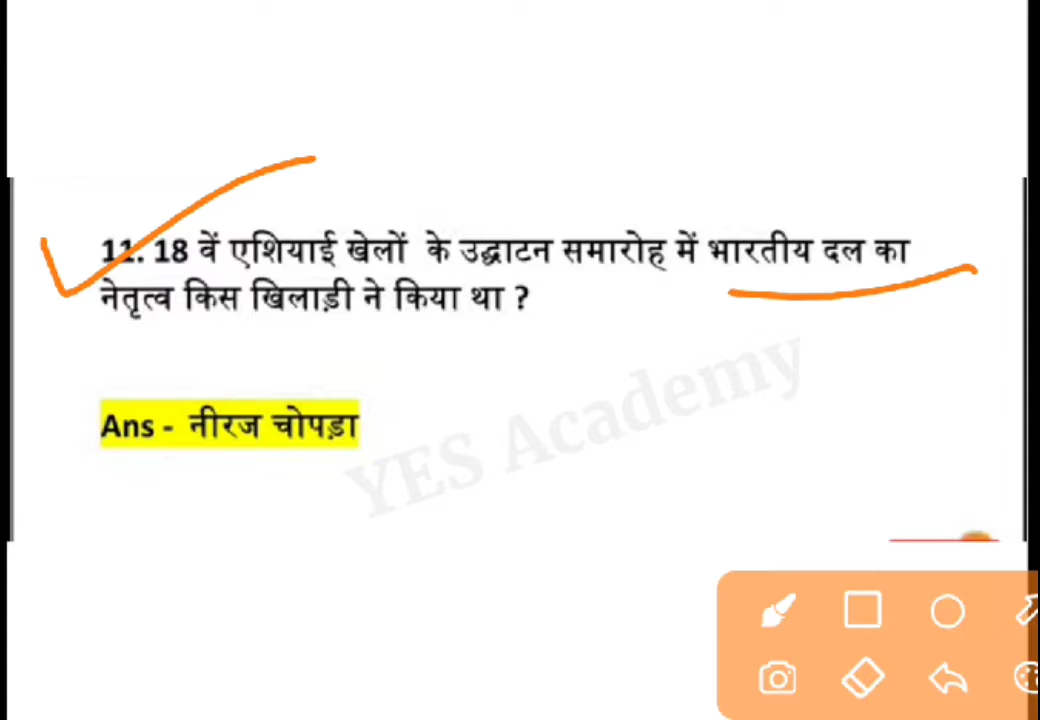 11. 18 वें एशियाई खेलों के उद्घाटन समारोह में भारतीय दल का
नेतृत्व किस खिलाड़ी ने किया था ?
Ans - नीरज चोपड़ा
YES Academy